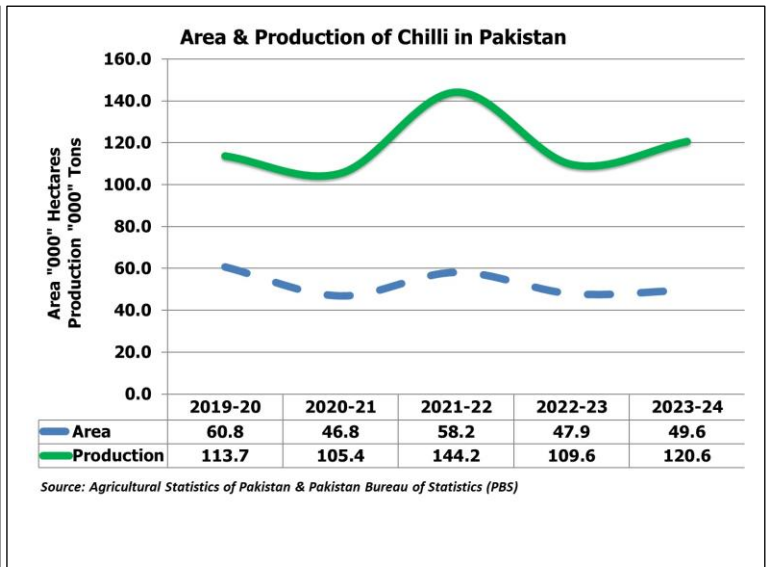 Area & Production of Chilli in Pakistan
Area "000" Hectares
Production "000" Tons
160.0
140.0
120.0
100.0
80.0
60.0
40.0
20.0
0.0
2019-20 2020-21 2021-22 2022-23 2023-24
Area 60.8 46.8 58.2 47.9 49.6
Production 113.7 105.4 144.2 109.6 120.6
Source: Agricultural Statistics of Pakistan & Pakistan Bureau of Statistics (PBS)